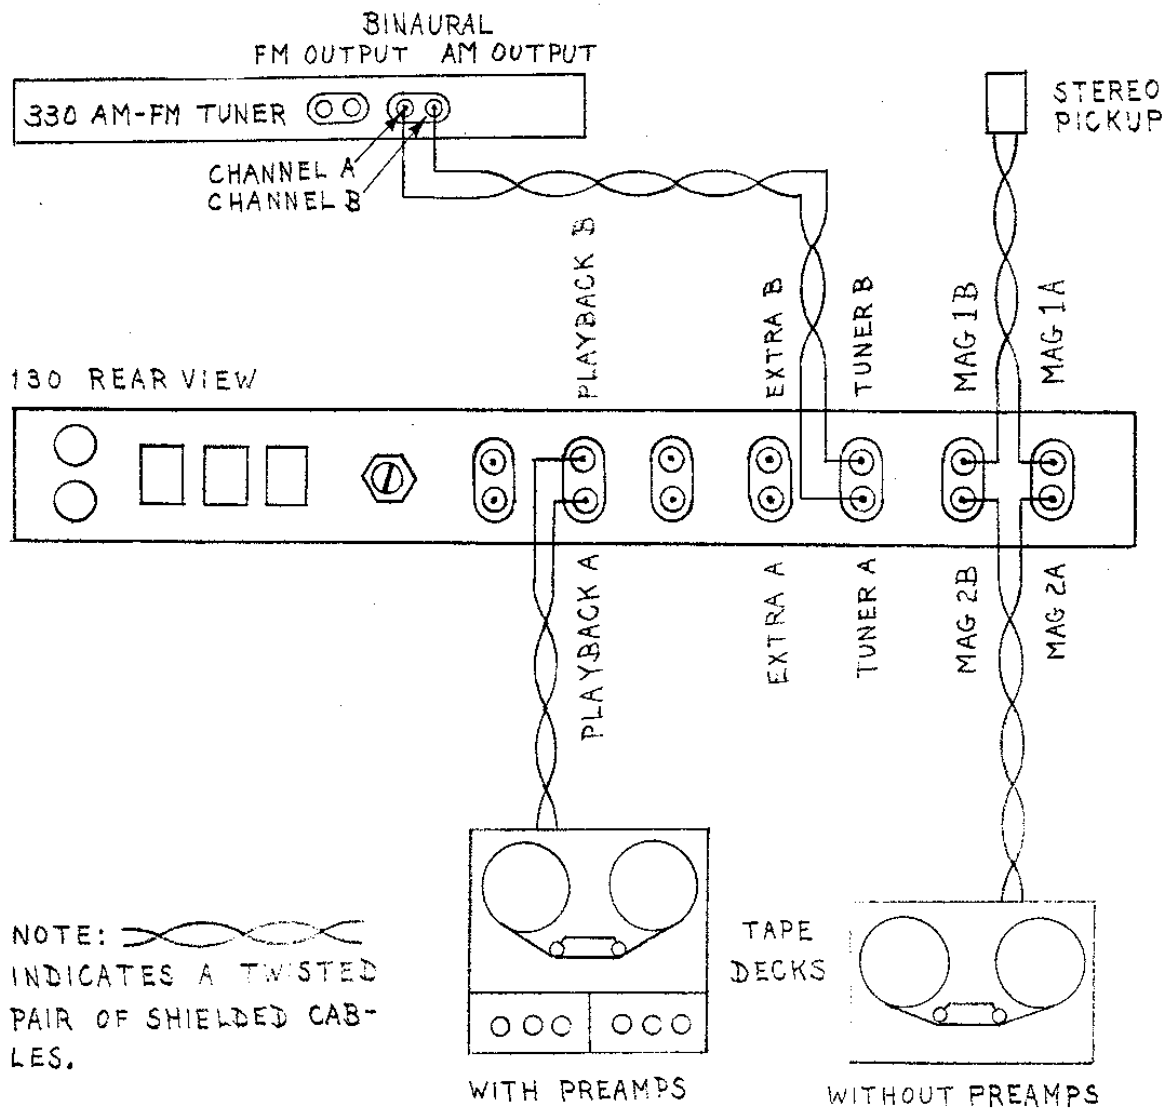 BINAURAL
FM OUTPUT AM OUTPUT
330 AM-FM TUNER
CHANNEL A
CHANNEL B
STEREO
PICKUP
PLAYBACK B
EXTRA B
TUNER B
MAG 1B
MAG 1A
130 REAR VIEW
PLAYBACK A
EXTRA A
TUNER A
MAG 2B
MAG 2A
NOTE:
INDICATES A TWISTED
PAIR OF SHIELDED CAB-
LES.
TAPE
DECKS
WITH PREAMPS
WITHOUT PREAMPS